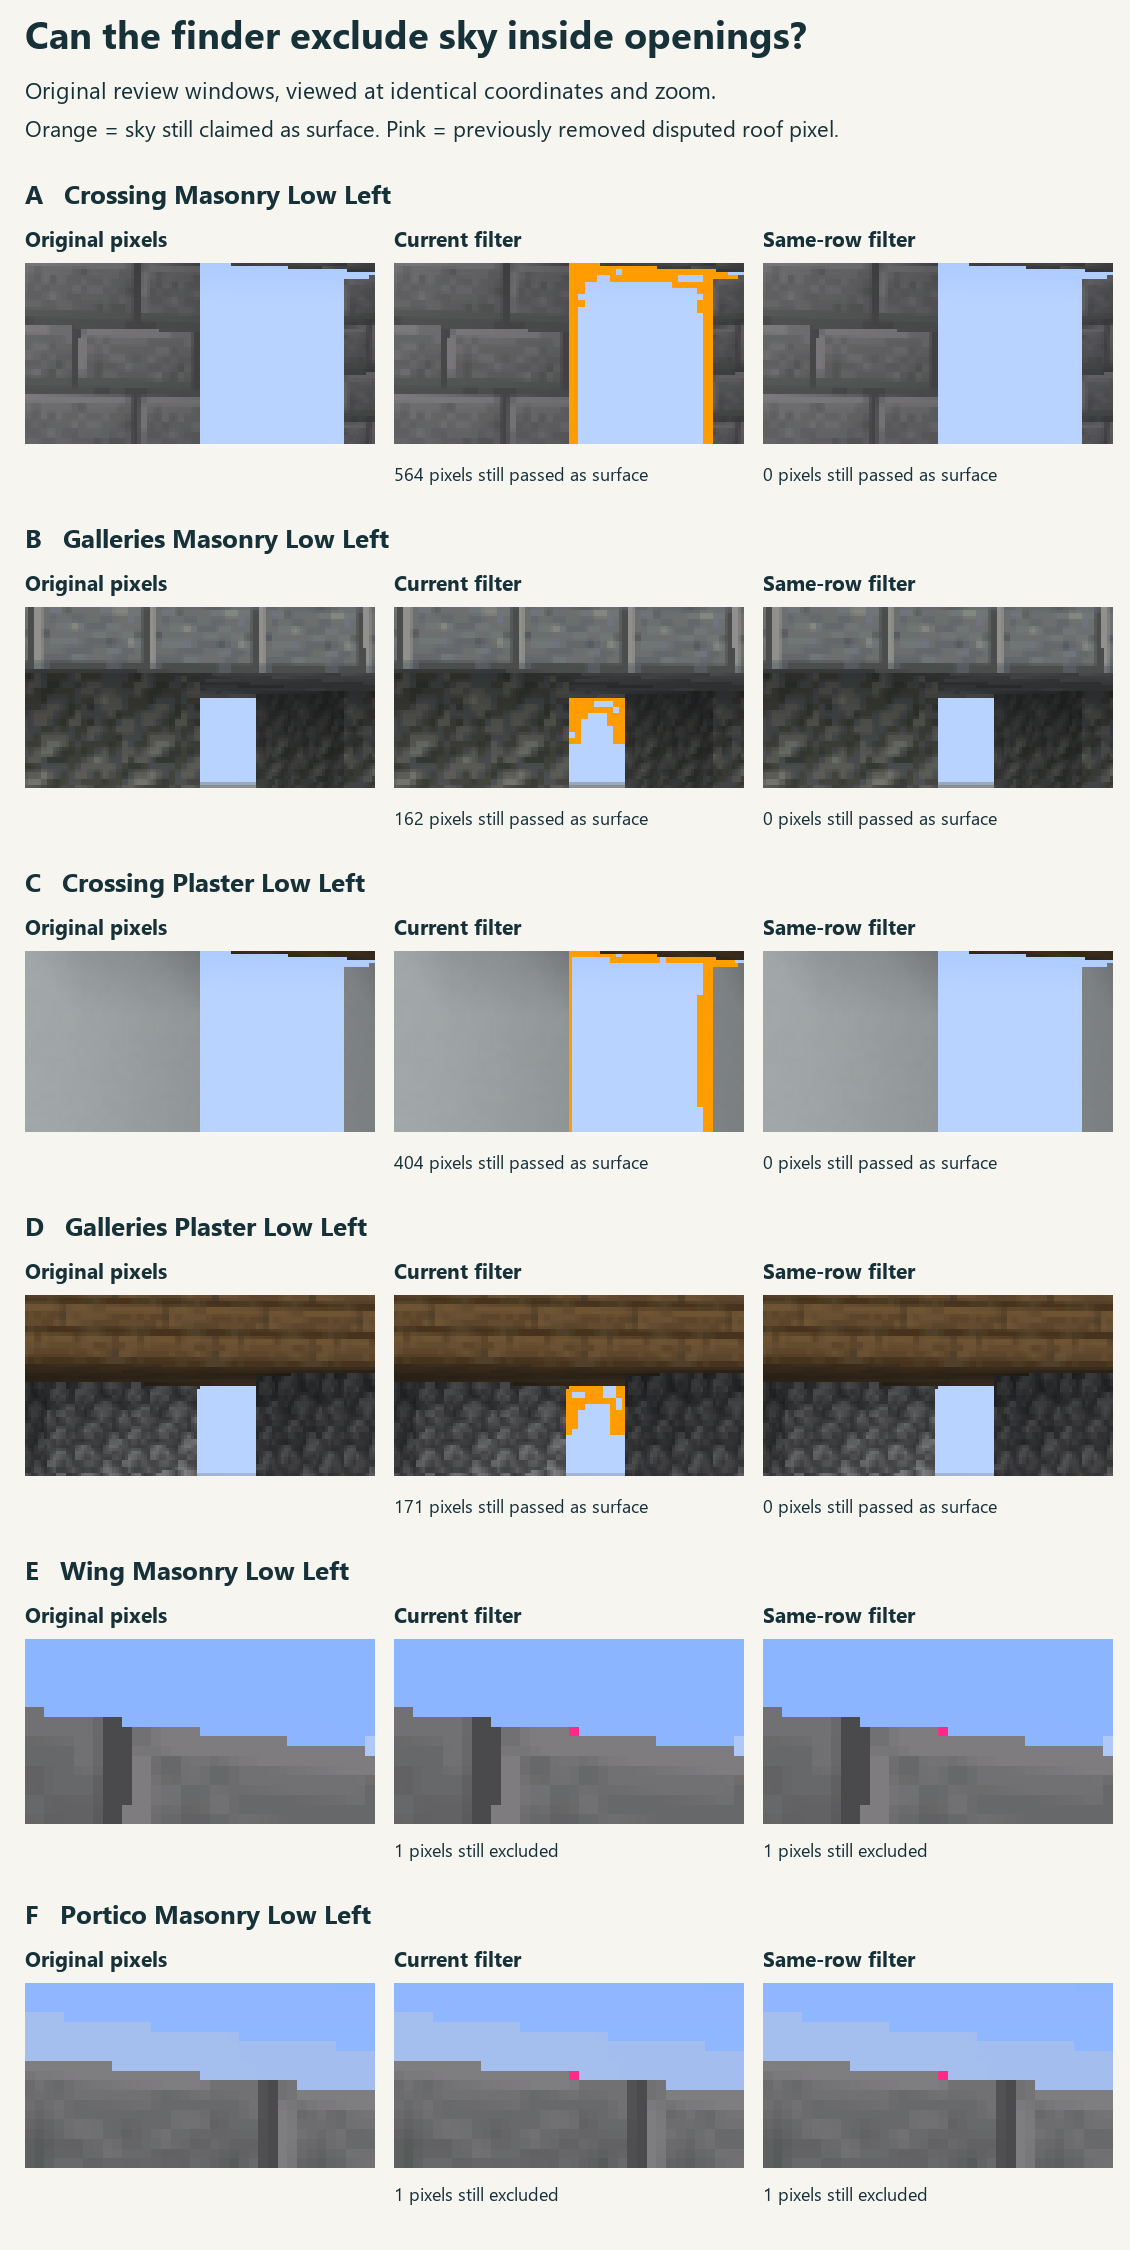 Can the finder exclude sky inside openings?
Original review windows, viewed at identical coordinates and zoom.
Orange = sky still claimed as surface. Pink = previously removed disputed roof pixel.
A Crossing Masonry Low Left
Original pixels Current filter Same-row filter
564 pixels still passed as surface 0 pixels still passed as surface
B Galleries Masonry Low Left
Original pixels Current filter Same-row filter
162 pixels still passed as surface 0 pixels still passed as surface
C Crossing Plaster Low Left
Original pixels Current filter Same-row filter
404 pixels still passed as surface 0 pixels still passed as surface
D Galleries Plaster Low Left
Original pixels Current filter Same-row filter
171 pixels still passed as surface 0 pixels still passed as surface
E Wing Masonry Low Left
Original pixels Current filter Same-row filter
1 pixels still excluded 1 pixels still excluded
F Portico Masonry Low Left
Original pixels Current filter Same-row filter
1 pixels still excluded 1 pixels still excluded